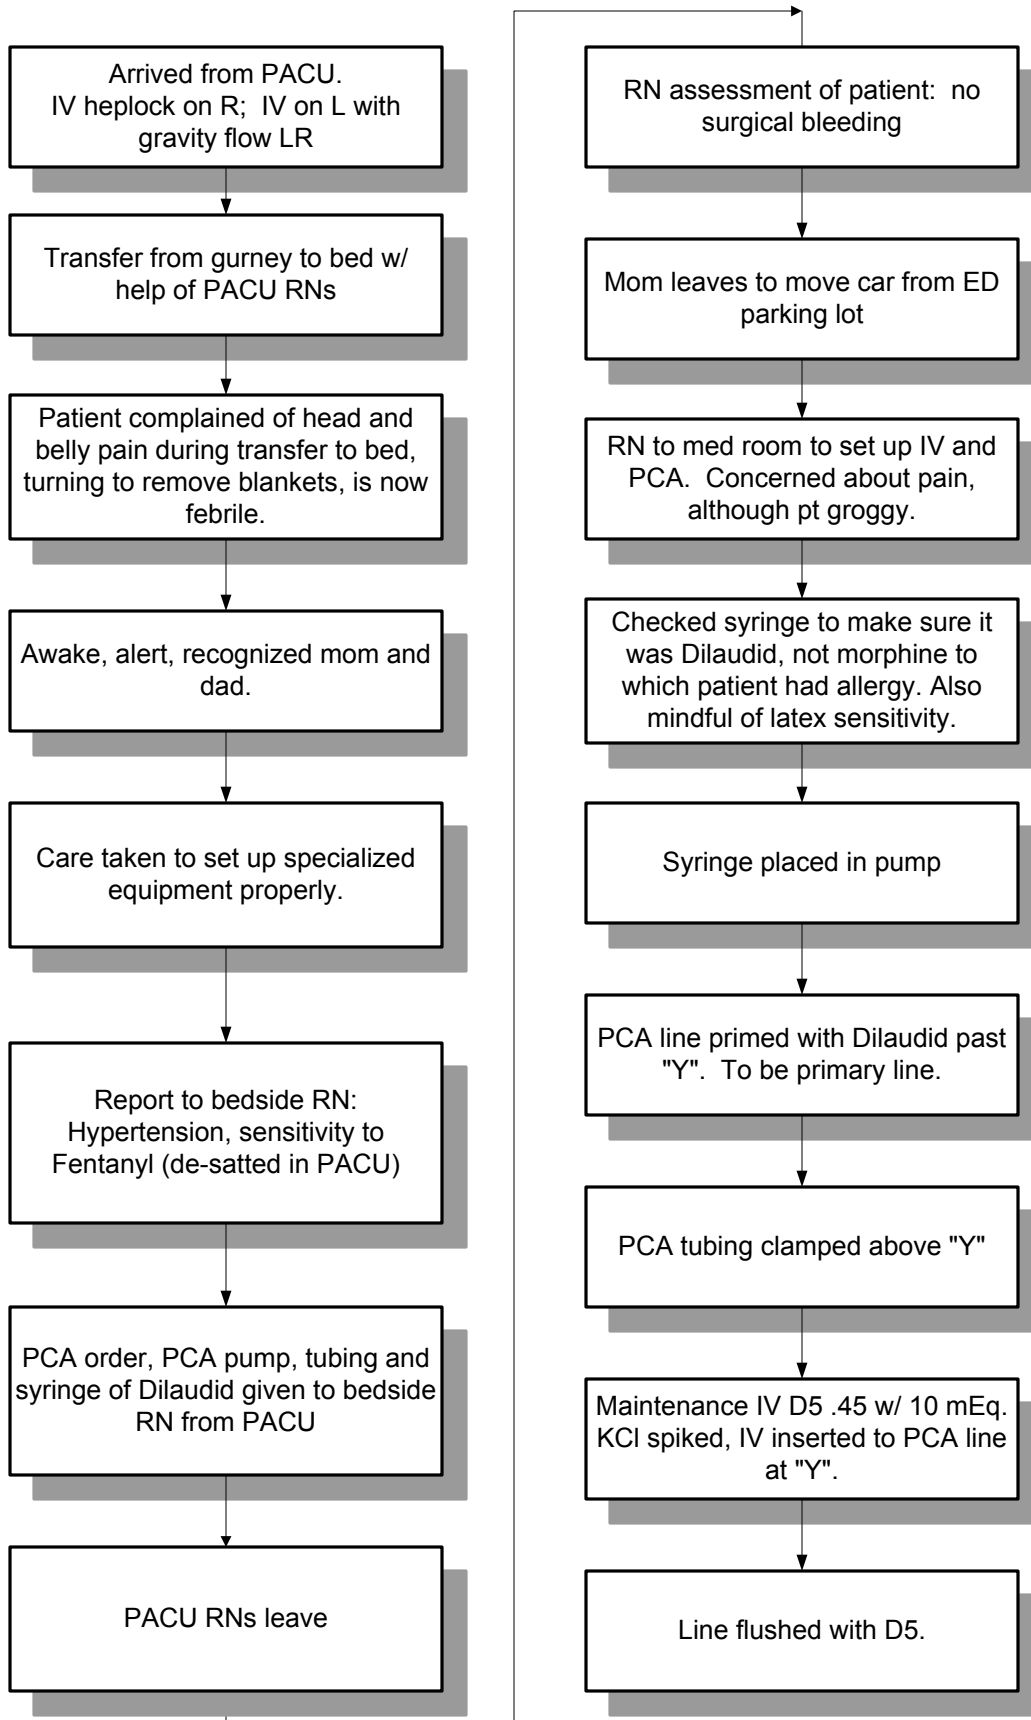 Arrived from PACU.
IV heplock on R;  IV on L with
gravity flow LR
Transfer from gurney to bed w/
help of PACU RNs
Patient complained of head and
belly pain during transfer to bed,
turning to remove blankets, is now
febrile.
Awake, alert, recognized mom and
dad.
Care taken to set up specialized
equipment properly.
Report to bedside RN:
Hypertension, sensitivity to
Fentanyl (de-satted in PACU)
PCA order, PCA pump, tubing and
syringe of Dilaudid given to bedside
RN from PACU
PACU RNs leave
RN assessment of patient:  no
surgical bleeding
Mom leaves to move car from ED
parking lot
RN to med room to set up IV and
PCA.  Concerned about pain,
although pt groggy.
Checked syringe to make sure it
was Dilaudid, not morphine to
which patient had allergy. Also
mindful of latex sensitivity.
Syringe placed in pump
PCA line primed with Dilaudid past
"Y".  To be primary line.
PCA tubing clamped above "Y"
Maintenance IV D5 .45 w/ 10 mEq.
KCl spiked, IV inserted to PCA line
at "Y".
Line flushed with D5.